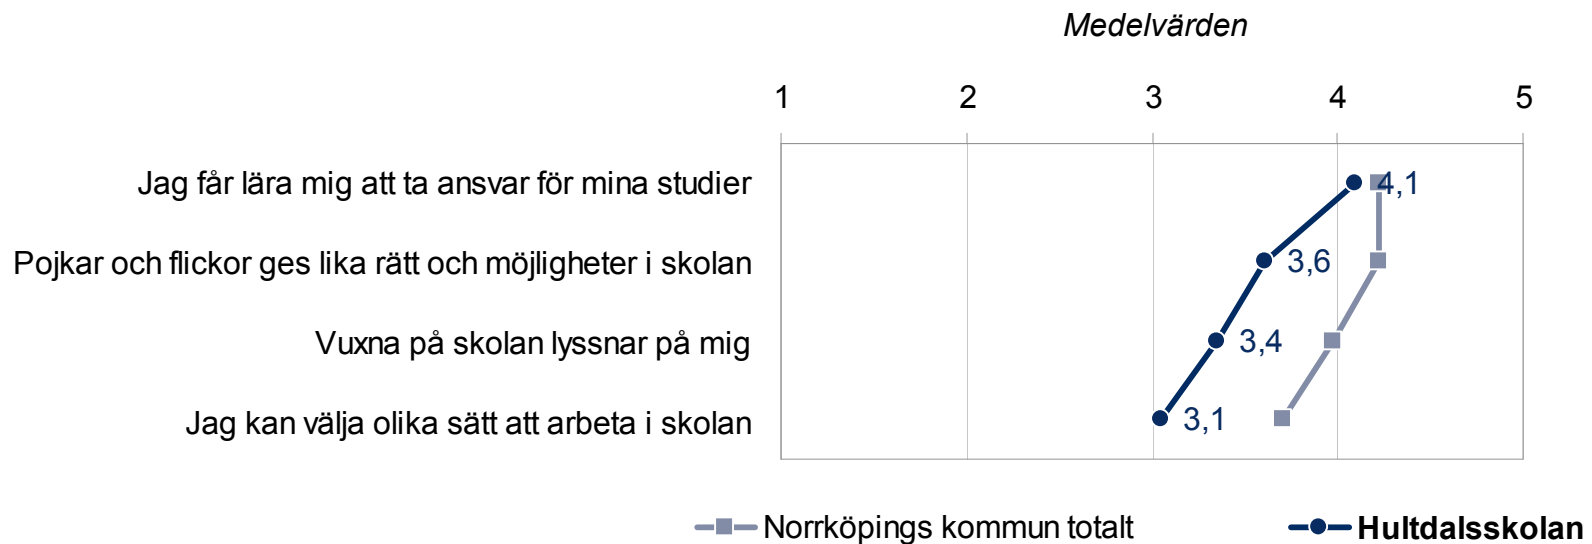 Medelvärden
1 2 3 4 5
Jag får lära mig att ta ansvar för mina studier 4,1
Pojkar och flickor ges lika rätt och möjligheter i skolan 3,6
Vuxna på skolan lyssnar på mig 3,4
Jag kan välja olika sätt att arbeta i skolan 3,1
Norrköpings kommun totalt Hultdalsskolan